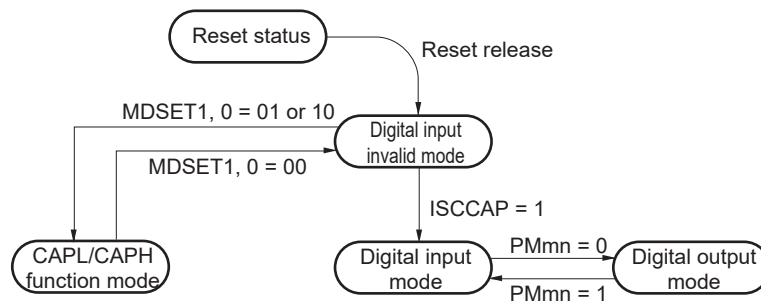 Reset status
Reset release
MDSET1, 0 = 01 or 10
Digital input
invalid mode
MDSET1, 0 = 00
ISCCAP = 1
CAPL/CAPH
function mode
Digital input
mode
PMmn = 0
PMmn = 1
Digital output
mode